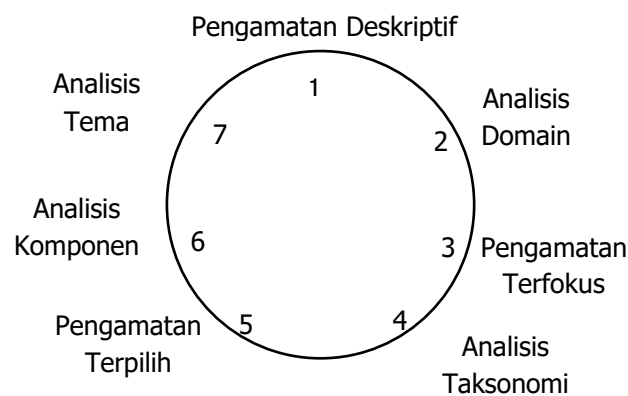 Pengamatan Deskriptif
1
Analisis
Domain
2
3
Pengamatan
Terfokus
4
Analisis
Taksonomi
5
Pengamatan
Terpilih
6
Analisis
Komponen
7
Analisis
Tema